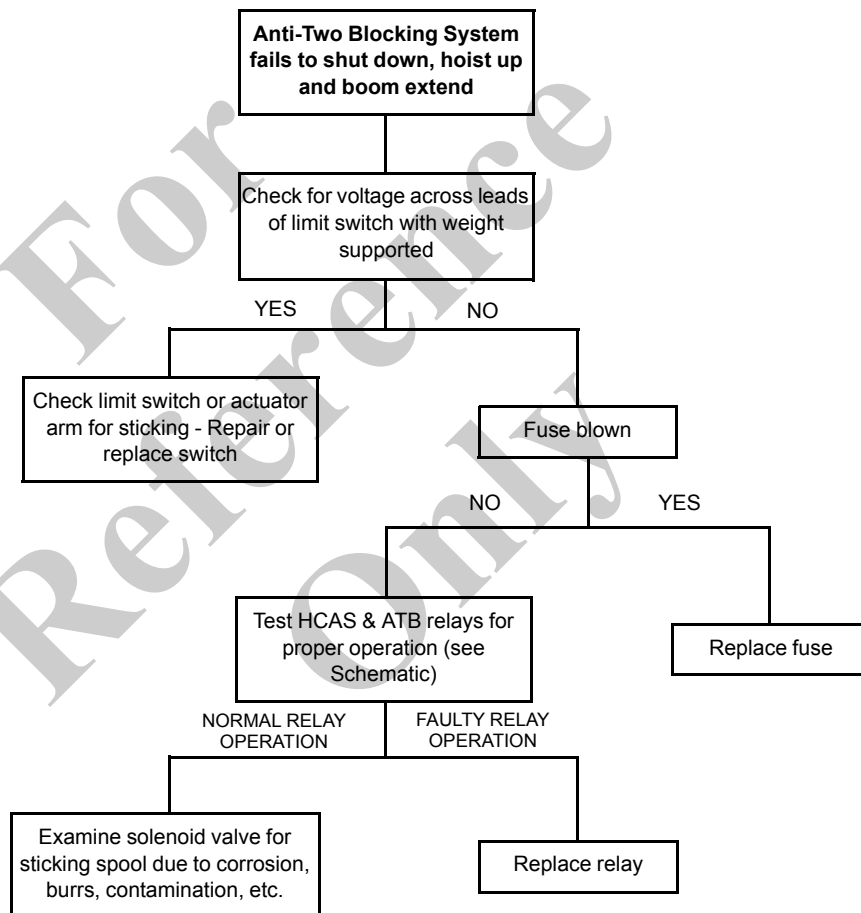 Anti-Two Blocking System
fails to shut down, hoist up
and boom extend
Check for voltage across leads
of limit switch with weight
supported
YES
NO
Check limit switch or actuator
arm for sticking - Repair or
replace switch
Fuse blown
NO
YES
Test HCAS & ATB relays for
proper operation (see
Schematic)
Replace fuse
NORMAL RELAY
OPERATION
FAULTY RELAY
OPERATION
Examine solenoid valve for
sticking spool due to corrosion,
burrs, contamination, etc.
Replace relay
For
Reference
Only